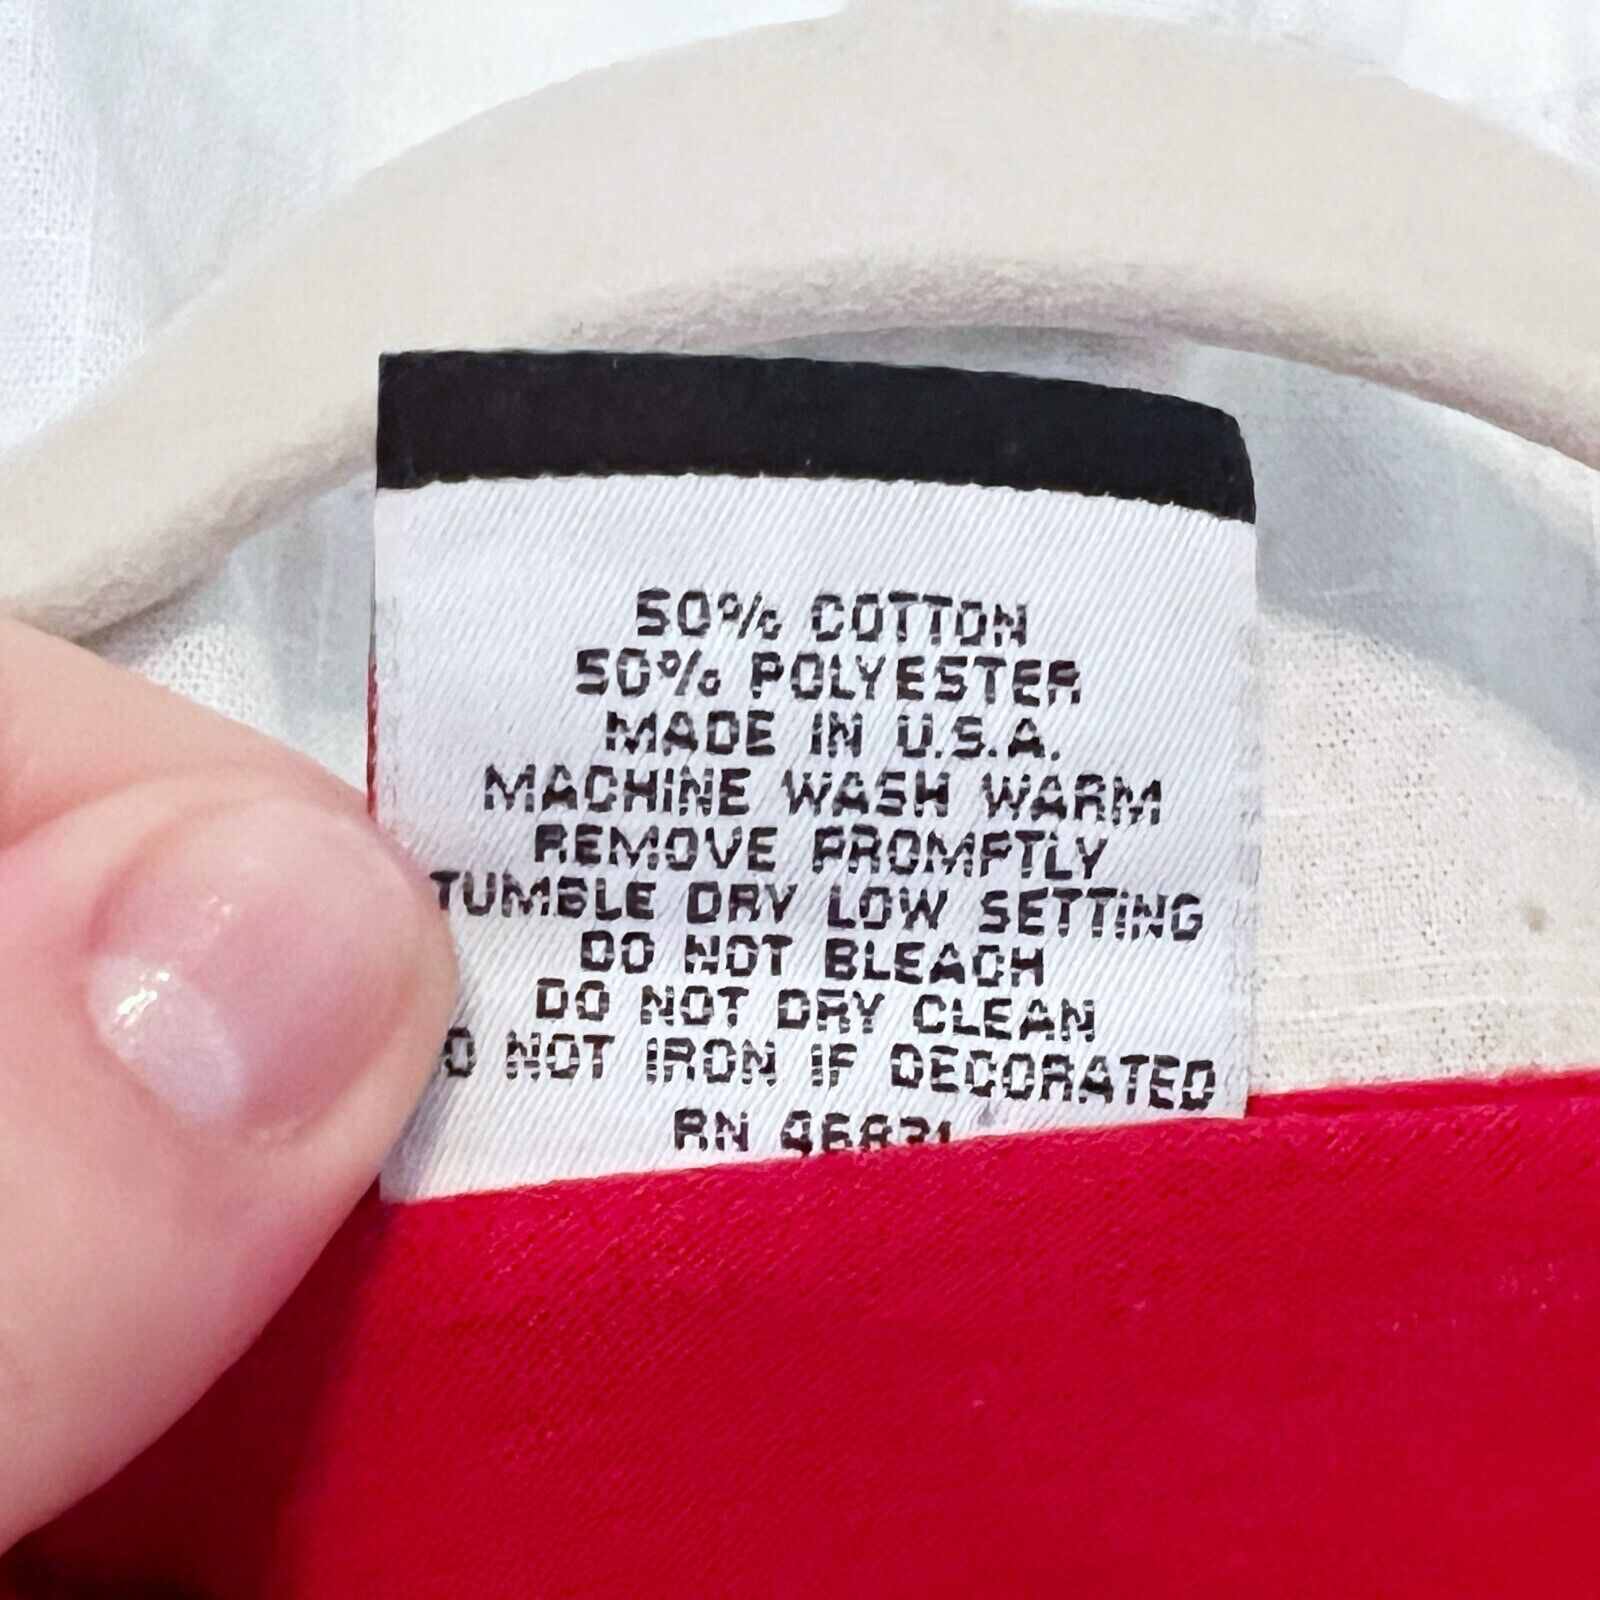 50% COTTON
50% POLYESTER
MADE IN U.S.A.
MACHINE WASH WARM
REMOVE PROMPTLY
TUMBLE DRY LOW SETTING
DO NOT BLEACH
DO NOT DRY CLEAN
O NOT IRON IF DECORATED
RN